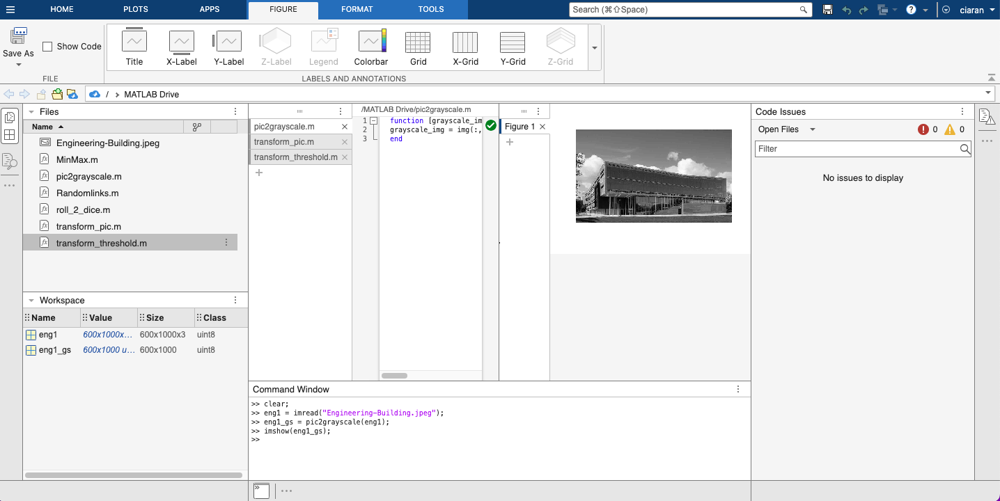 HOME PLOTS APPS FIGURE FORMAT TOOLS Search (⌘⇧Space) ciaran
Save As Show Code Title X-Label Y-Label Z-Label Legend Colorbar Grid X-Grid Y-Grid Z-Grid
FILE LABELS AND ANNOTATIONS
/ MATLAB Drive
Files
Name
Engineering-Building.jpeg
MinMax.m
pic2grayscale.m
Randomlinks.m
roll_2_dice.m
transform_pic.m
transform_threshold.m
Workspace
Name Value Size Class
eng1 600x1000x… 600x1000x3 uint8
eng1_gs 600x1000 u… 600x1000 uint8
pic2grayscale.m
transform_pic.m
transform_threshold.m
/MATLAB Drive/pic2grayscale.m
1 function [grayscale_im
2 grayscale_img = img(:,
3 end
Figure 1
Command Window
>> clear;
>> eng1 = imread("Engineering-Building.jpeg");
>> eng1_gs = pic2grayscale(eng1);
>> imshow(eng1_gs);
>>
Code Issues
Open Files 0 0
Filter
No issues to display